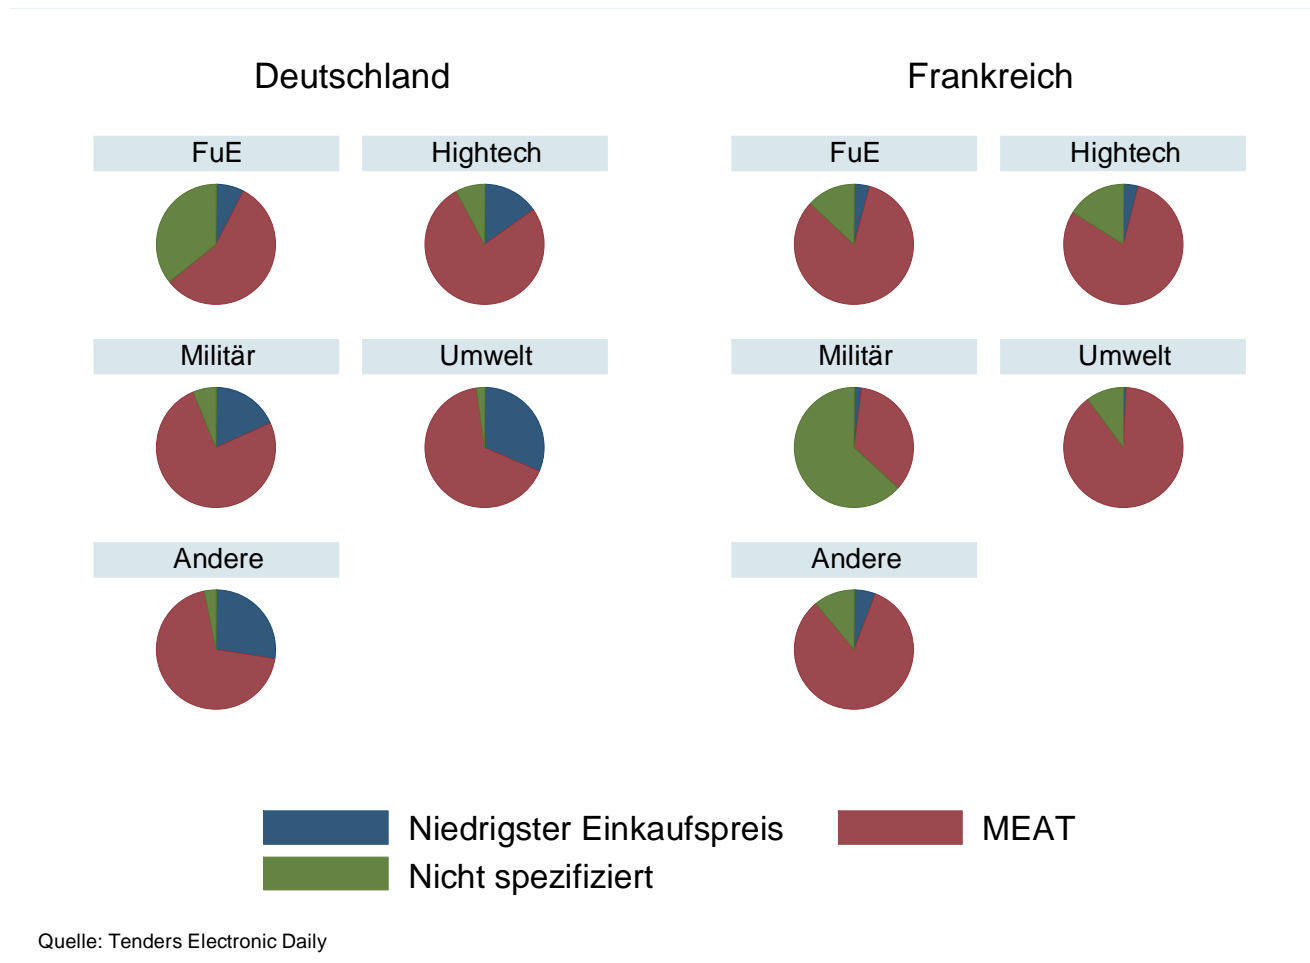 Deutschland
Frankreich
FuE
Hightech
FuE
Hightech
Militär
Umwelt
Militär
Umwelt
Andere
Andere
Niedrigster Einkaufspreis
MEAT
Nicht spezifiziert
Quelle: Tenders Electronic Daily